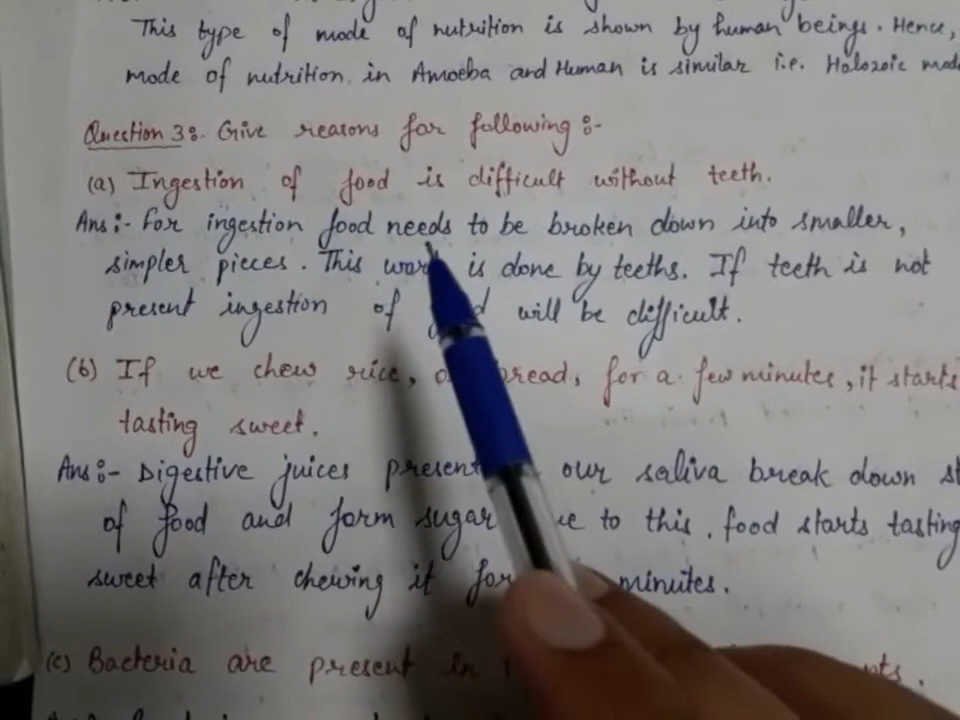 This type of mode of nutrition is shown by human beings. Hence,
mode of nutrition in Amoeba and Human is similar i.e. Holozoic
Question 3:- Give reasons for following:-
(a) Ingestion of food is difficult without teeth.
Ans:- For ingestion food needs to be broken down into smaller,
simpler pieces. This is done by teeths. If teeth is not
present ingestion of will be difficult.
(b) If we chew rice, bread, for a few minutes, it starts
tasting sweet.
Ans:- Digestive juices present our saliva break down
of food and form sugar to this, food starts tasting
sweet after chewing it for minutes.
(c) Bacteria are present in